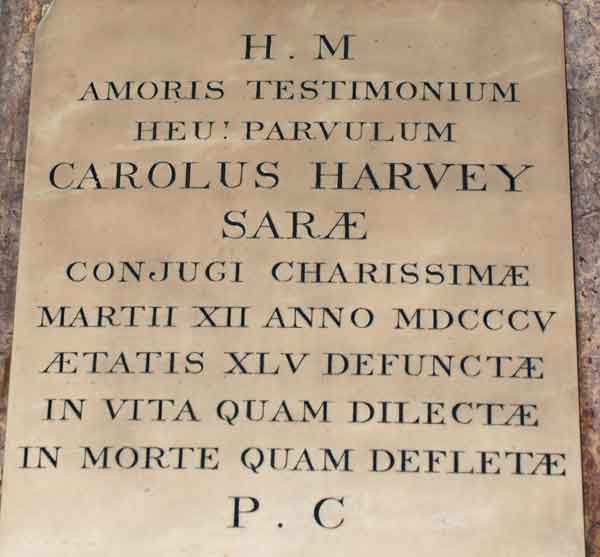 H . M
AMORIS TESTIMONIUM
HEU! PARVULUM
CAROLUS HARVEY
SARÆ
CONJUGI CHARISSIMÆ
MARTII XII ANNO MDCCCV
ÆTATIS XLV DEFUNCTÆ
IN VITA QUAM DILECTÆ
IN MORTE QUAM DEFLETÆ
P . C